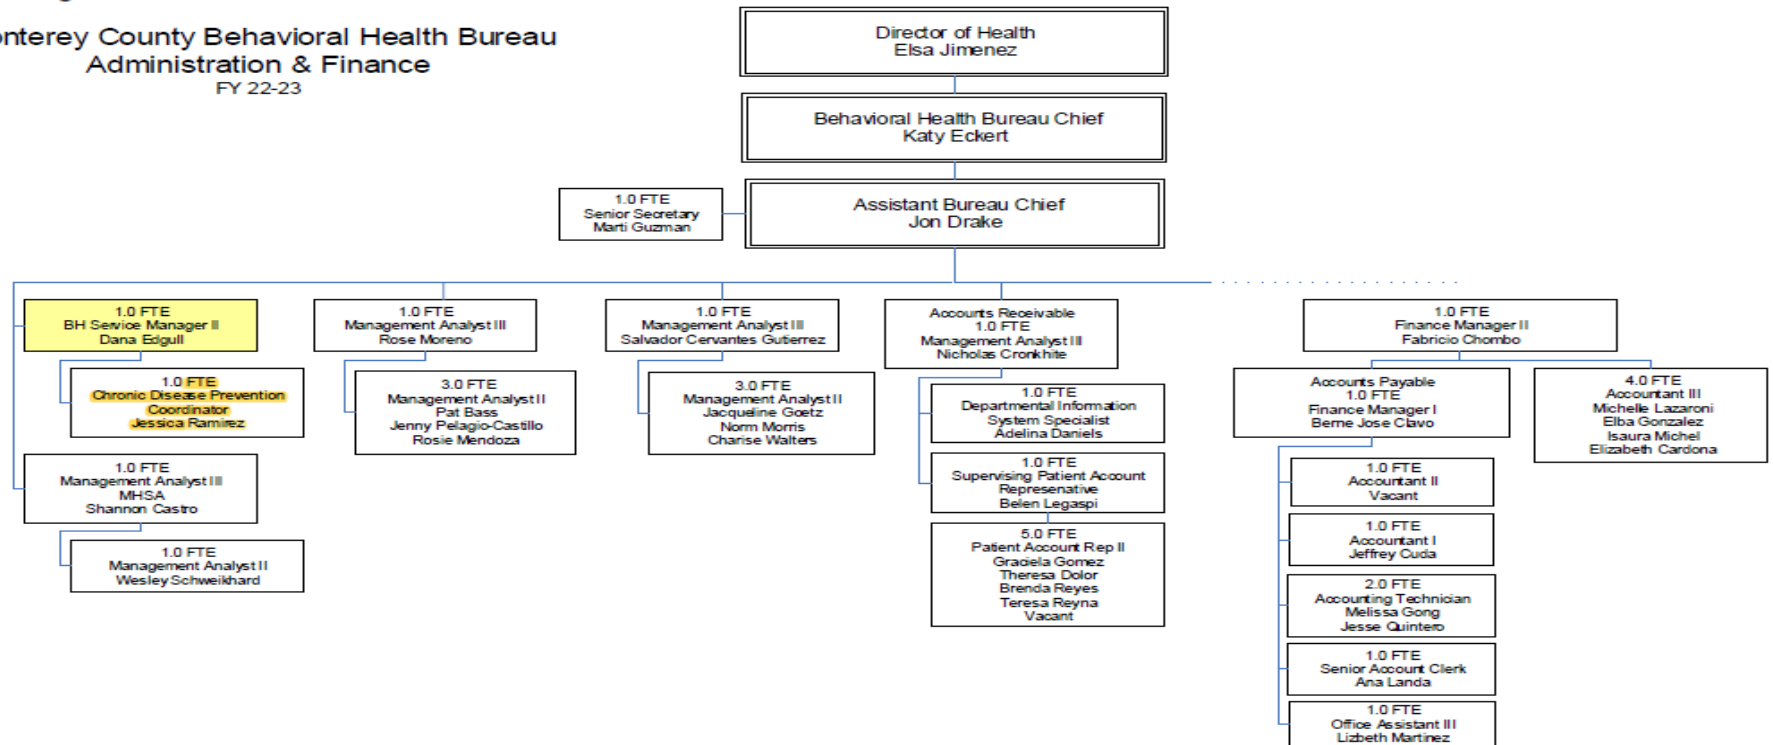 onterey County Behavioral Health Bureau
Administration & Finance
FY 22-23
Director of Health
Elsa Jimenez
Behavioral Health Bureau Chief
Katy Eckert
1.0 FTE
Senior Secretary
Marti Guzman
Assistant Bureau Chief
Jon Drake
1.0 FTE
BH Service Manager II
Dana Edgull
1.0 FTE
Chronic Disease Prevention
Coordinator
Jessica Ramirez
1.0 FTE
Management Analyst III
MHSA
Shannon Castro
1.0 FTE
Management Analyst II
Wesley Schweikhard
1.0 FTE
Management Analyst III
Rose Moreno
3.0 FTE
Management Analyst II
Pat Bass
Jenny Pelagio-Castillo
Rosie Mendoza
1.0 FTE
Management Analyst III
Salvador Cervantes Gutierrez
3.0 FTE
Management Analyst II
Jacqueline Goetz
Norm Morris
Charise Walters
Accounts Receivable
1.0 FTE
Management Analyst III
Nicholas Cronkhite
1.0 FTE
Departmental Information
System Specialist
Adelina Daniels
1.0 FTE
Supervising Patient Account
Represenative
Belen Legaspi
5.0 FTE
Patient Account Rep II
Graciela Gomez
Theresa Dolor
Brenda Reyes
Teresa Reyna
Vacant
1.0 FTE
Finance Manager II
Fabricio Chombo
Accounts Payable
1.0 FTE
Finance Manager I
Berne Jose Clavo
1.0 FTE
Accountant II
Vacant
1.0 FTE
Accountant I
Jeffrey Cuda
2.0 FTE
Accounting Technician
Melissa Gong
Jesse Quintero
1.0 FTE
Senior Account Clerk
Ana Landa
1.0 FTE
Office Assistant III
Lizbeth Martinez
4.0 FTE
Accountant III
Michelle Lazaroni
Elba Gonzalez
Isaura Michel
Elizabeth Cardona